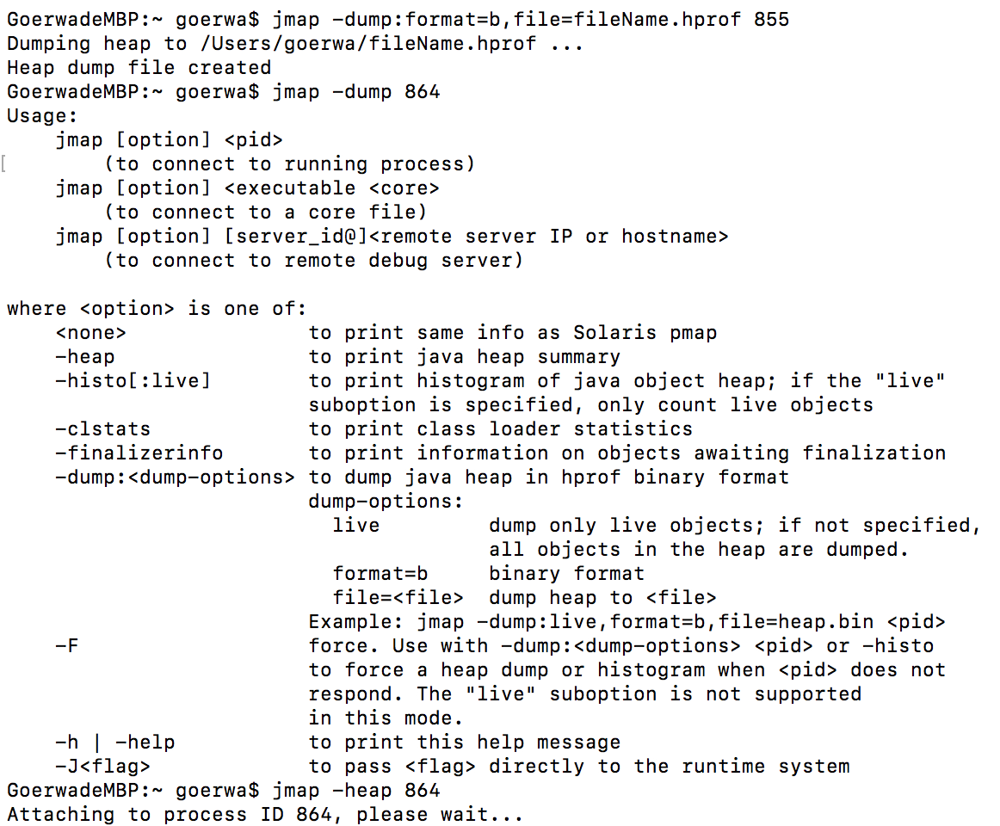 GoerwadeMBP:~ goerwa$ jmap -dump:format=b,file=fileName.hprof 855
Dumping heap to /Users/goerwa/fileName.hprof ...
Heap dump file created
GoerwadeMBP:~ goerwa$ jmap -dump 864
Usage:
    jmap [option] <pid>
[       (to connect to running process)
    jmap [option] <executable <core>
        (to connect to a core file)
    jmap [option] [server_id@]<remote server IP or hostname>
        (to connect to remote debug server)

where <option> is one of:
    <none>               to print same info as Solaris pmap
    -heap                to print java heap summary
    -histo[:live]        to print histogram of java object heap; if the "live"
                         suboption is specified, only count live objects
    -clstats             to print class loader statistics
    -finalizerinfo       to print information on objects awaiting finalization
    -dump:<dump-options> to dump java heap in hprof binary format
                         dump-options:
                           live         dump only live objects; if not specified,
                                        all objects in the heap are dumped.
                           format=b     binary format
                           file=<file>  dump heap to <file>
                         Example: jmap -dump:live,format=b,file=heap.bin <pid>
    -F                   force. Use with -dump:<dump-options> <pid> or -histo
                         to force a heap dump or histogram when <pid> does not
                         respond. The "live" suboption is not supported
                         in this mode.
    -h | -help           to print this help message
    -J<flag>             to pass <flag> directly to the runtime system
GoerwadeMBP:~ goerwa$ jmap -heap 864
Attaching to process ID 864, please wait...